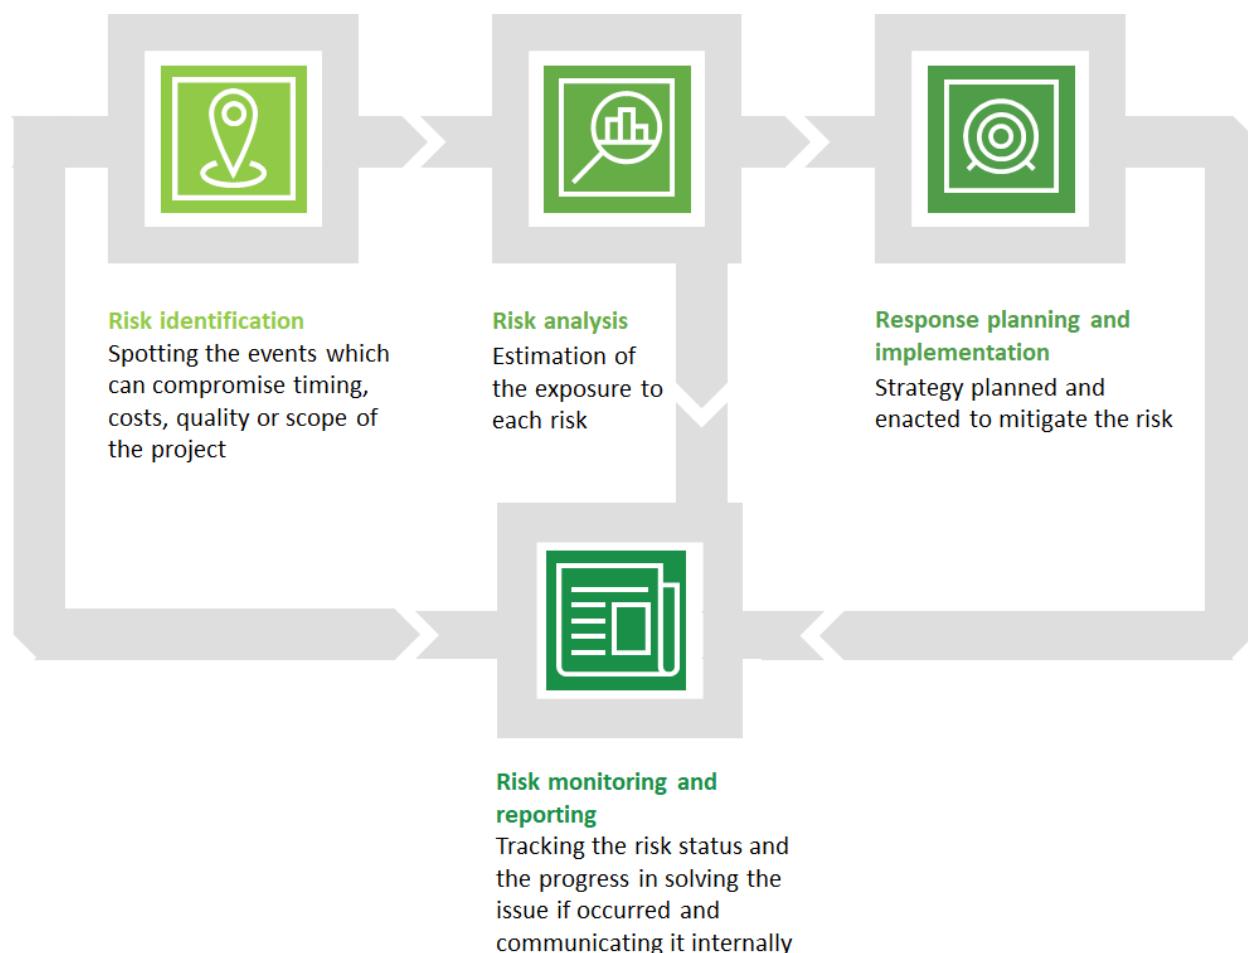 Risk identification
Spotting the events which
can compromise timing,
costs, quality or scope of
the project
Risk analysis
Estimation of
the exposure to
each risk
Response planning and
implementation
Strategy planned and
enacted to mitigate the risk
Risk monitoring and
reporting
Tracking the risk status and
the progress in solving the
issue if occurred and
communicating it internally